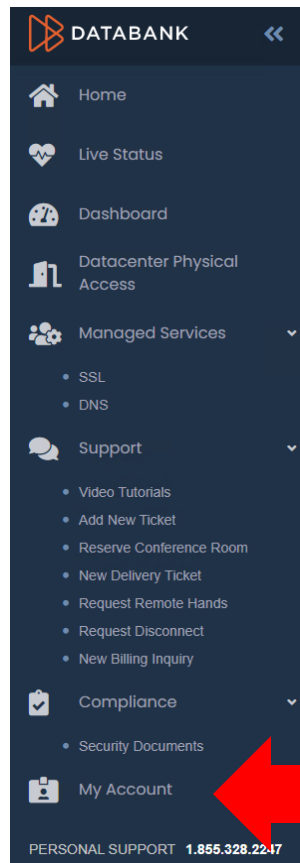 DATABANK
Home
Live Status
Dashboard
Datacenter Physical
Access
Managed Services
SSL
DNS
Support
Video Tutorials
Add New Ticket
Reserve Conference Room
New Delivery Ticket
Request Remote Hands
Request Disconnect
New Billing Inquiry
Compliance
Security Documents
My Account
PERSONAL SUPPORT 1.855.328.2247